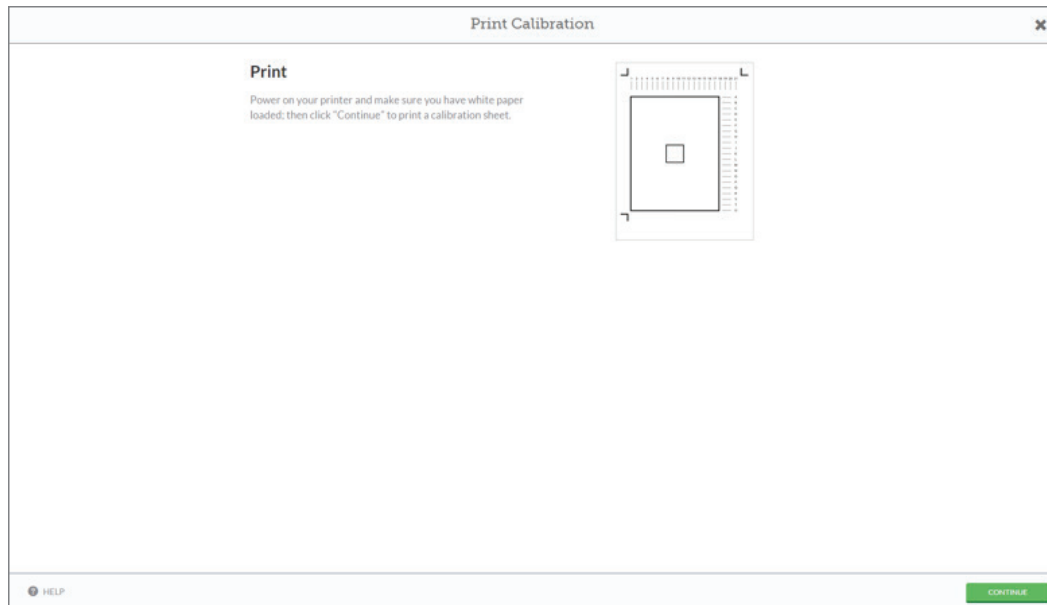 Print Calibration
Print
Power on your printer and make sure you have white paper
loaded; then click "Continue" to print a calibration sheet.
HELP
CONTINUE